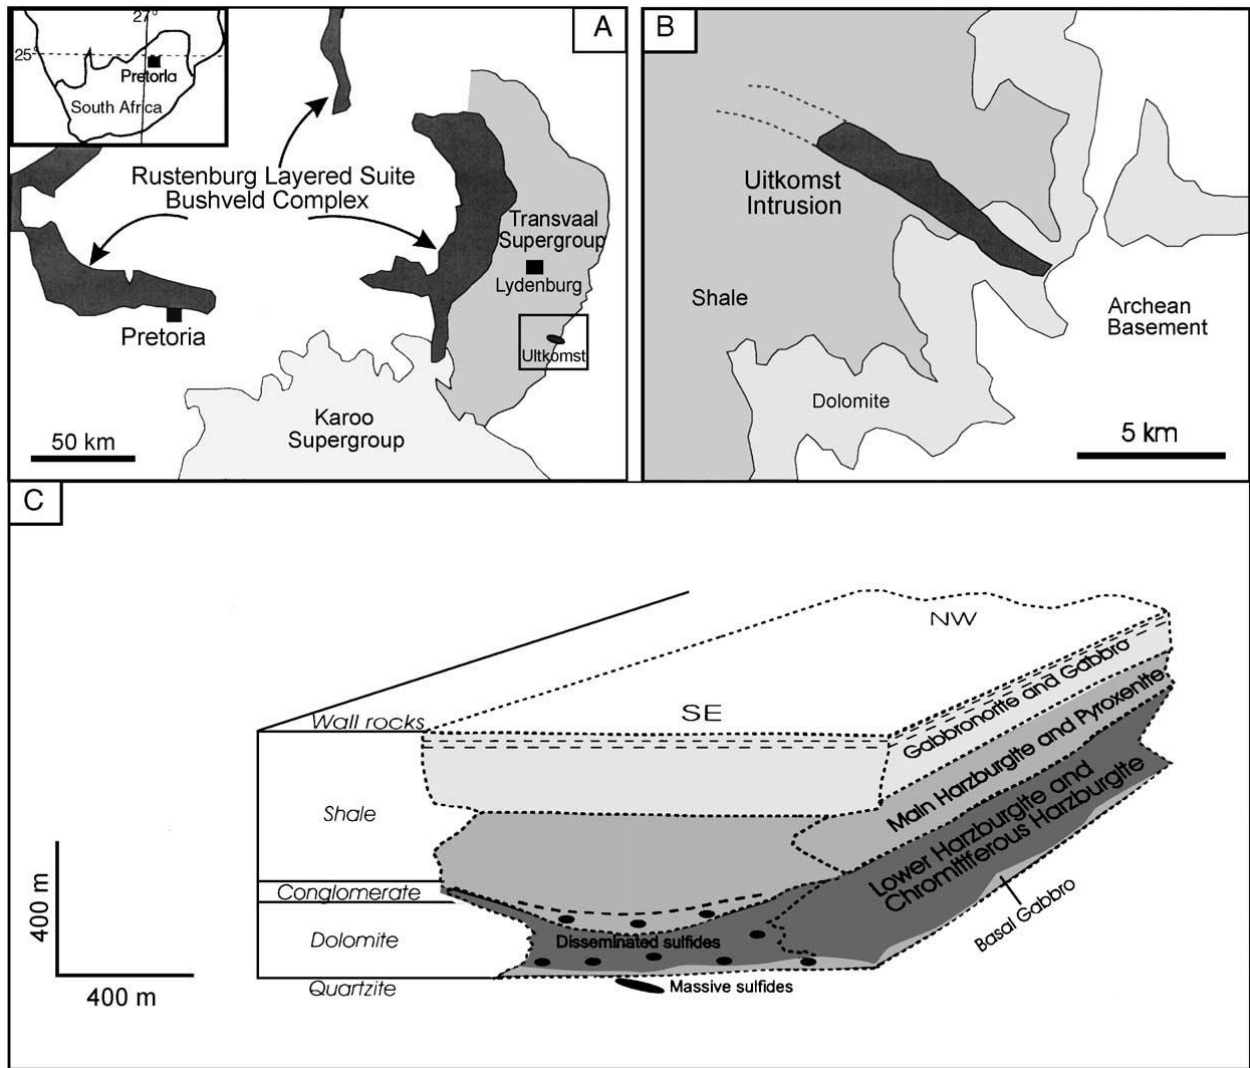 27°
25°
Pretoria
South Africa
A
Rustenburg Layered Suite
Bushveld Complex
Transvaal
Supergroup
Lydenburg
Uitkomst
Pretoria
Karoo
Supergroup
50 km
B
Uitkomst
Intrusion
Shale
Archean
Basement
Dolomite
5 km
C
NW
SE
Wall rocks
Gabbronorite and Gabbro
Main Harzburgite and Pyroxenite
Lower Harzburgite and
Chromititiferous Harzburgite
Basal Gabbro
Shale
Conglomerate
Dolomite
Disseminated sulfides
Quartzite
Massive sulfides
400 m
400 m